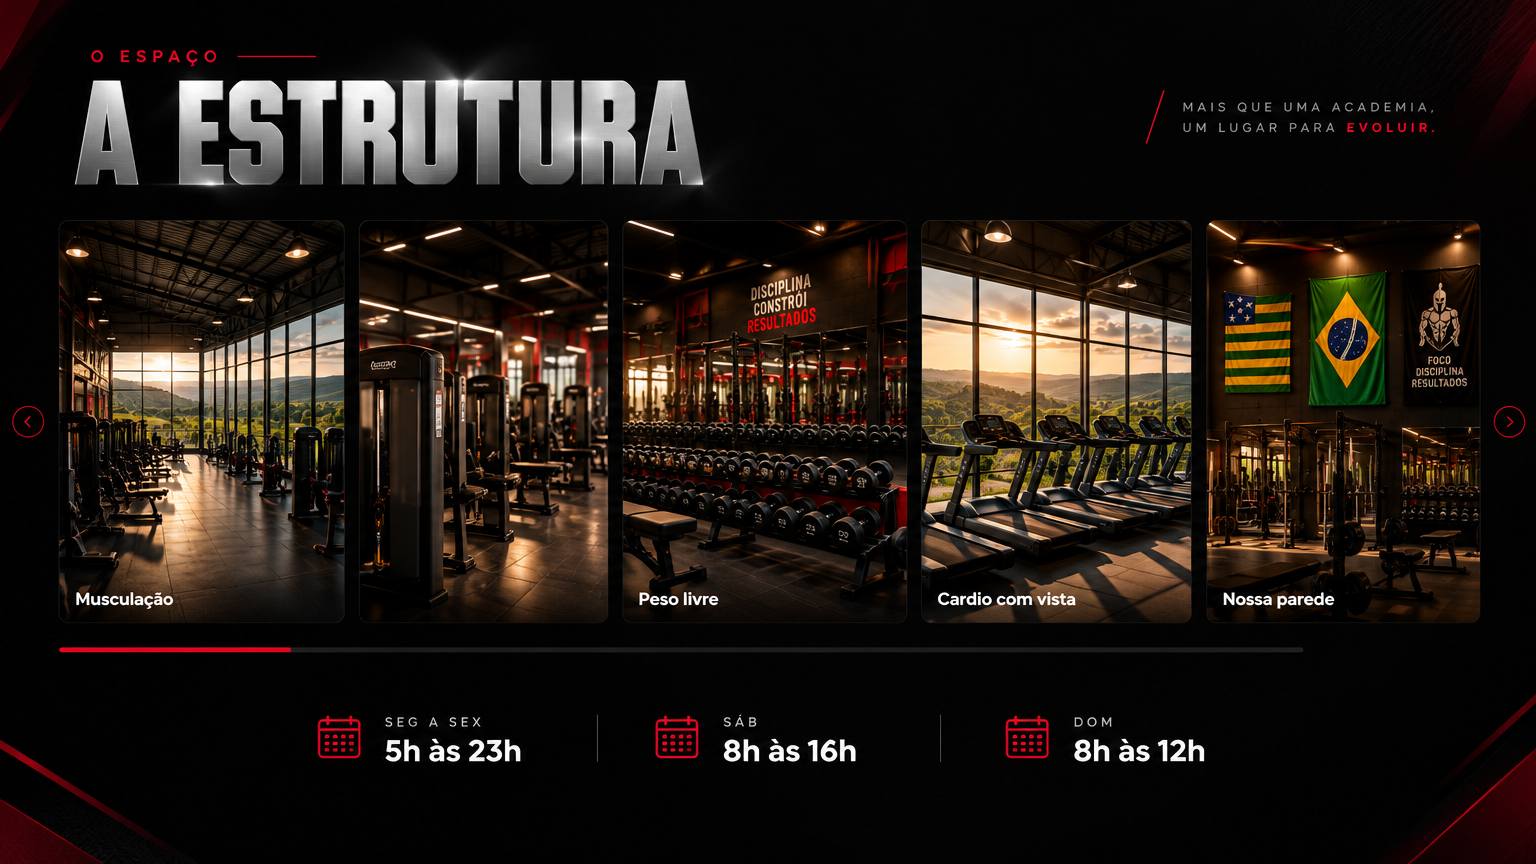 O ESPAÇO
A ESTRUTURA
MAIS QUE UMA ACADEMIA,
UM LUGAR PARA EVOLUIR.
DISCIPLINA
CONSTRÓI
RESULTADOS
FOCO
DISCIPLINA
RESULTADOS
Musculação
Peso livre
Cardio com vista
Nossa parede
SEG A SEX
5h às 23h
SÁB
8h às 16h
DOM
8h às 12h